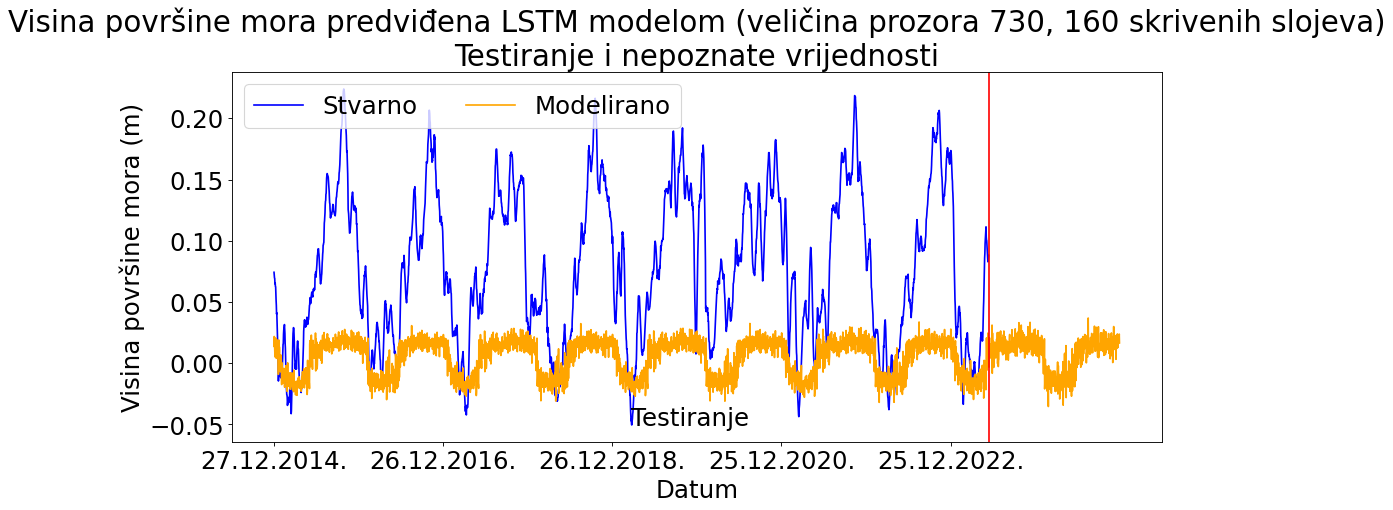 Visina površine mora predviđena LSTM modelom (veličina prozora 730, 160 skrivenih slojeva)
Testiranje i nepoznate vrijednosti
Stvarno Modelirano
Visina površine mora (m)
0.20
0.15
0.10
0.05
0.00
−0.05
Testiranje
27.12.2014. 26.12.2016. 26.12.2018. 25.12.2020. 25.12.2022.
Datum